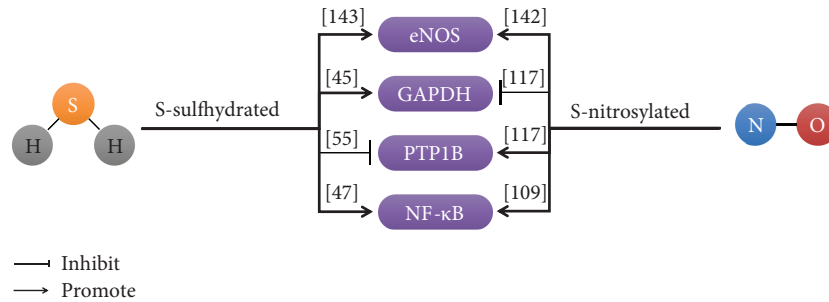 [143] [142]
eNOS
[45] [117]
S
S-sulfhydrated GAPDH S-nitrosylated
H H N O
[55] [117]
PTP1B
[47] [109]
NF-κB
Inhibit
Promote